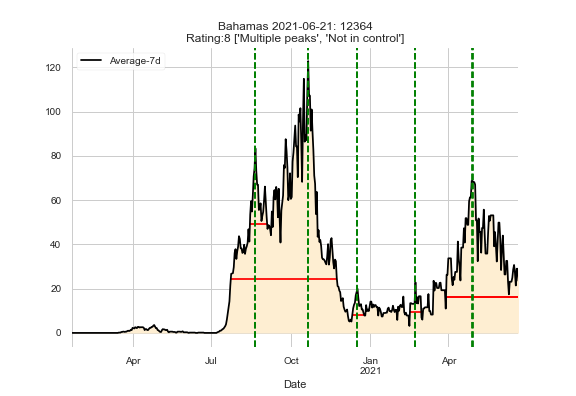 Bahamas 2021-06-21: 12364
Rating:8 ['Multiple peaks', 'Not in control']
Average-7d
120
100
80
60
40
20
0
Apr
Jul
Oct
Jan
2021
Apr
Date